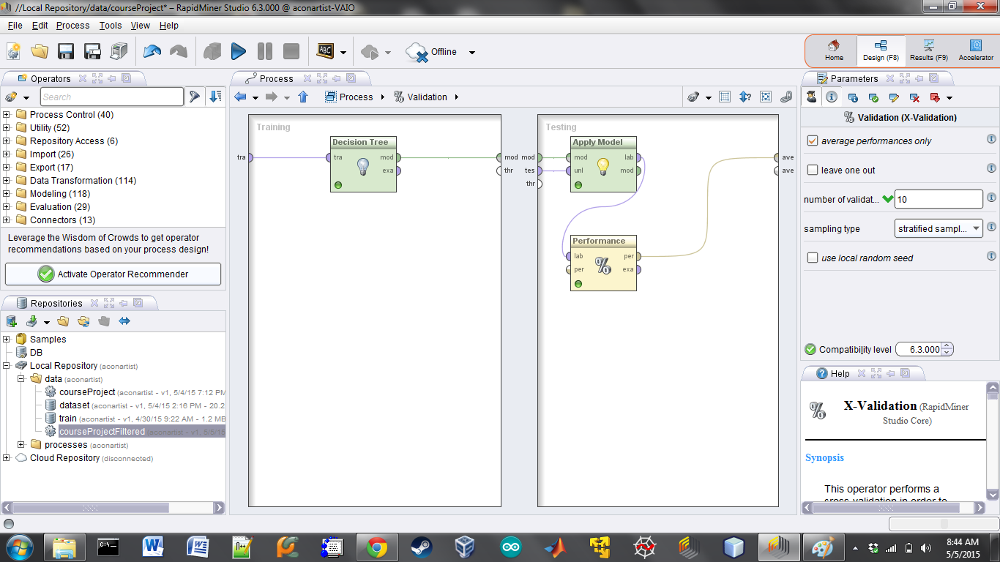 //Local Repository/data/courseProject* – RapidMiner Studio 6.3.000 @ aconartist-VAIO
File Edit Process Tools View Help
ABC
Offline
Home
Design (F8)
Results (F9)
Accelerator
Operators
Search
Process Control (40)
Utility (52)
Repository Access (6)
Import (26)
Export (17)
Data Transformation (114)
Modeling (118)
Evaluation (29)
Connectors (13)
Leverage the Wisdom of Crowds to get operator
recommendations based on your process design!
Activate Operator Recommender
Repositories
Samples
DB
Local Repository (aconartist)
data (aconartist)
courseProject (aconartist - v1, 5/4/15 7:12 PM
dataset (aconartist - v1, 5/4/15 2:16 PM - 20.2
train (aconartist - v1, 4/30/15 9:22 AM - 1.2 MB
courseProjectFiltered (aconartist - v1, 5/5/15
processes (aconartist)
Cloud Repository (disconnected)
Process
Process Validation
Training
tra
Decision Tree
tra mod
exa
mod
thr
Testing
mod
tes
thr
Apply Model
mod lab
unl mod
Performance
lab per
per exa
ave
ave
Parameters
Validation (X-Validation)
average performances only
leave one out
number of validat... 10
sampling type stratified sampl...
use local random seed
Compatibility level 6.3.000
Help
X-Validation (RapidMiner
Studio Core)
Synopsis
This operator performs a
cross-validation in order to
8:44 AM
5/5/2015